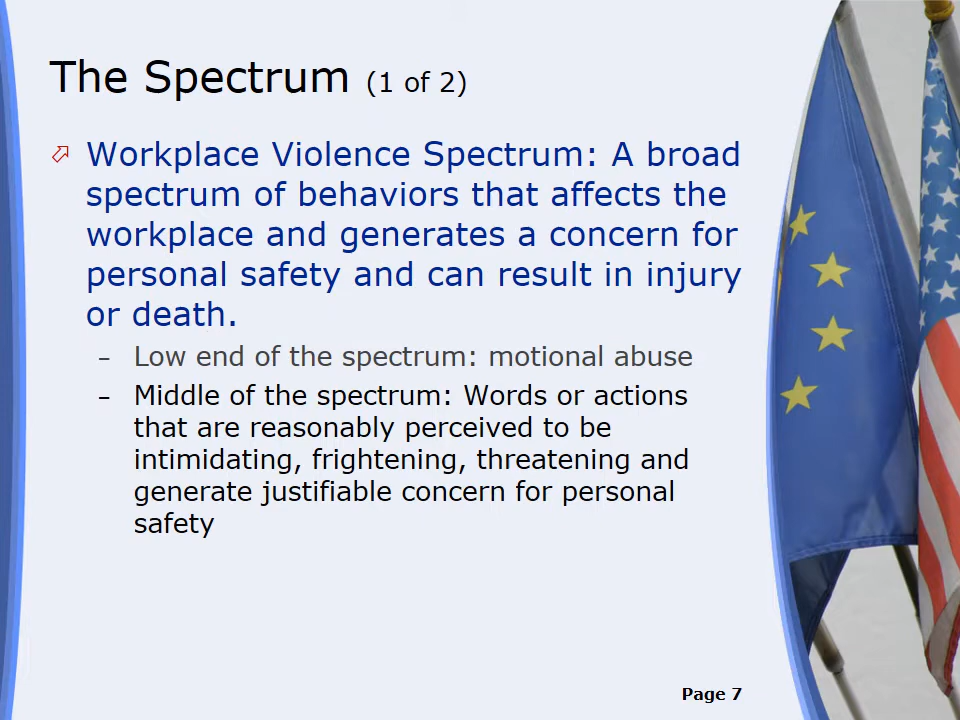 The Spectrum (1 of 2)
Workplace Violence Spectrum: A broad
spectrum of behaviors that affects the
workplace and generates a concern for
personal safety and can result in injury
or death.
– Low end of the spectrum: motional abuse
– Middle of the spectrum: Words or actions
that are reasonably perceived to be
intimidating, frightening, threatening and
generate justifiable concern for personal
safety
Page 7